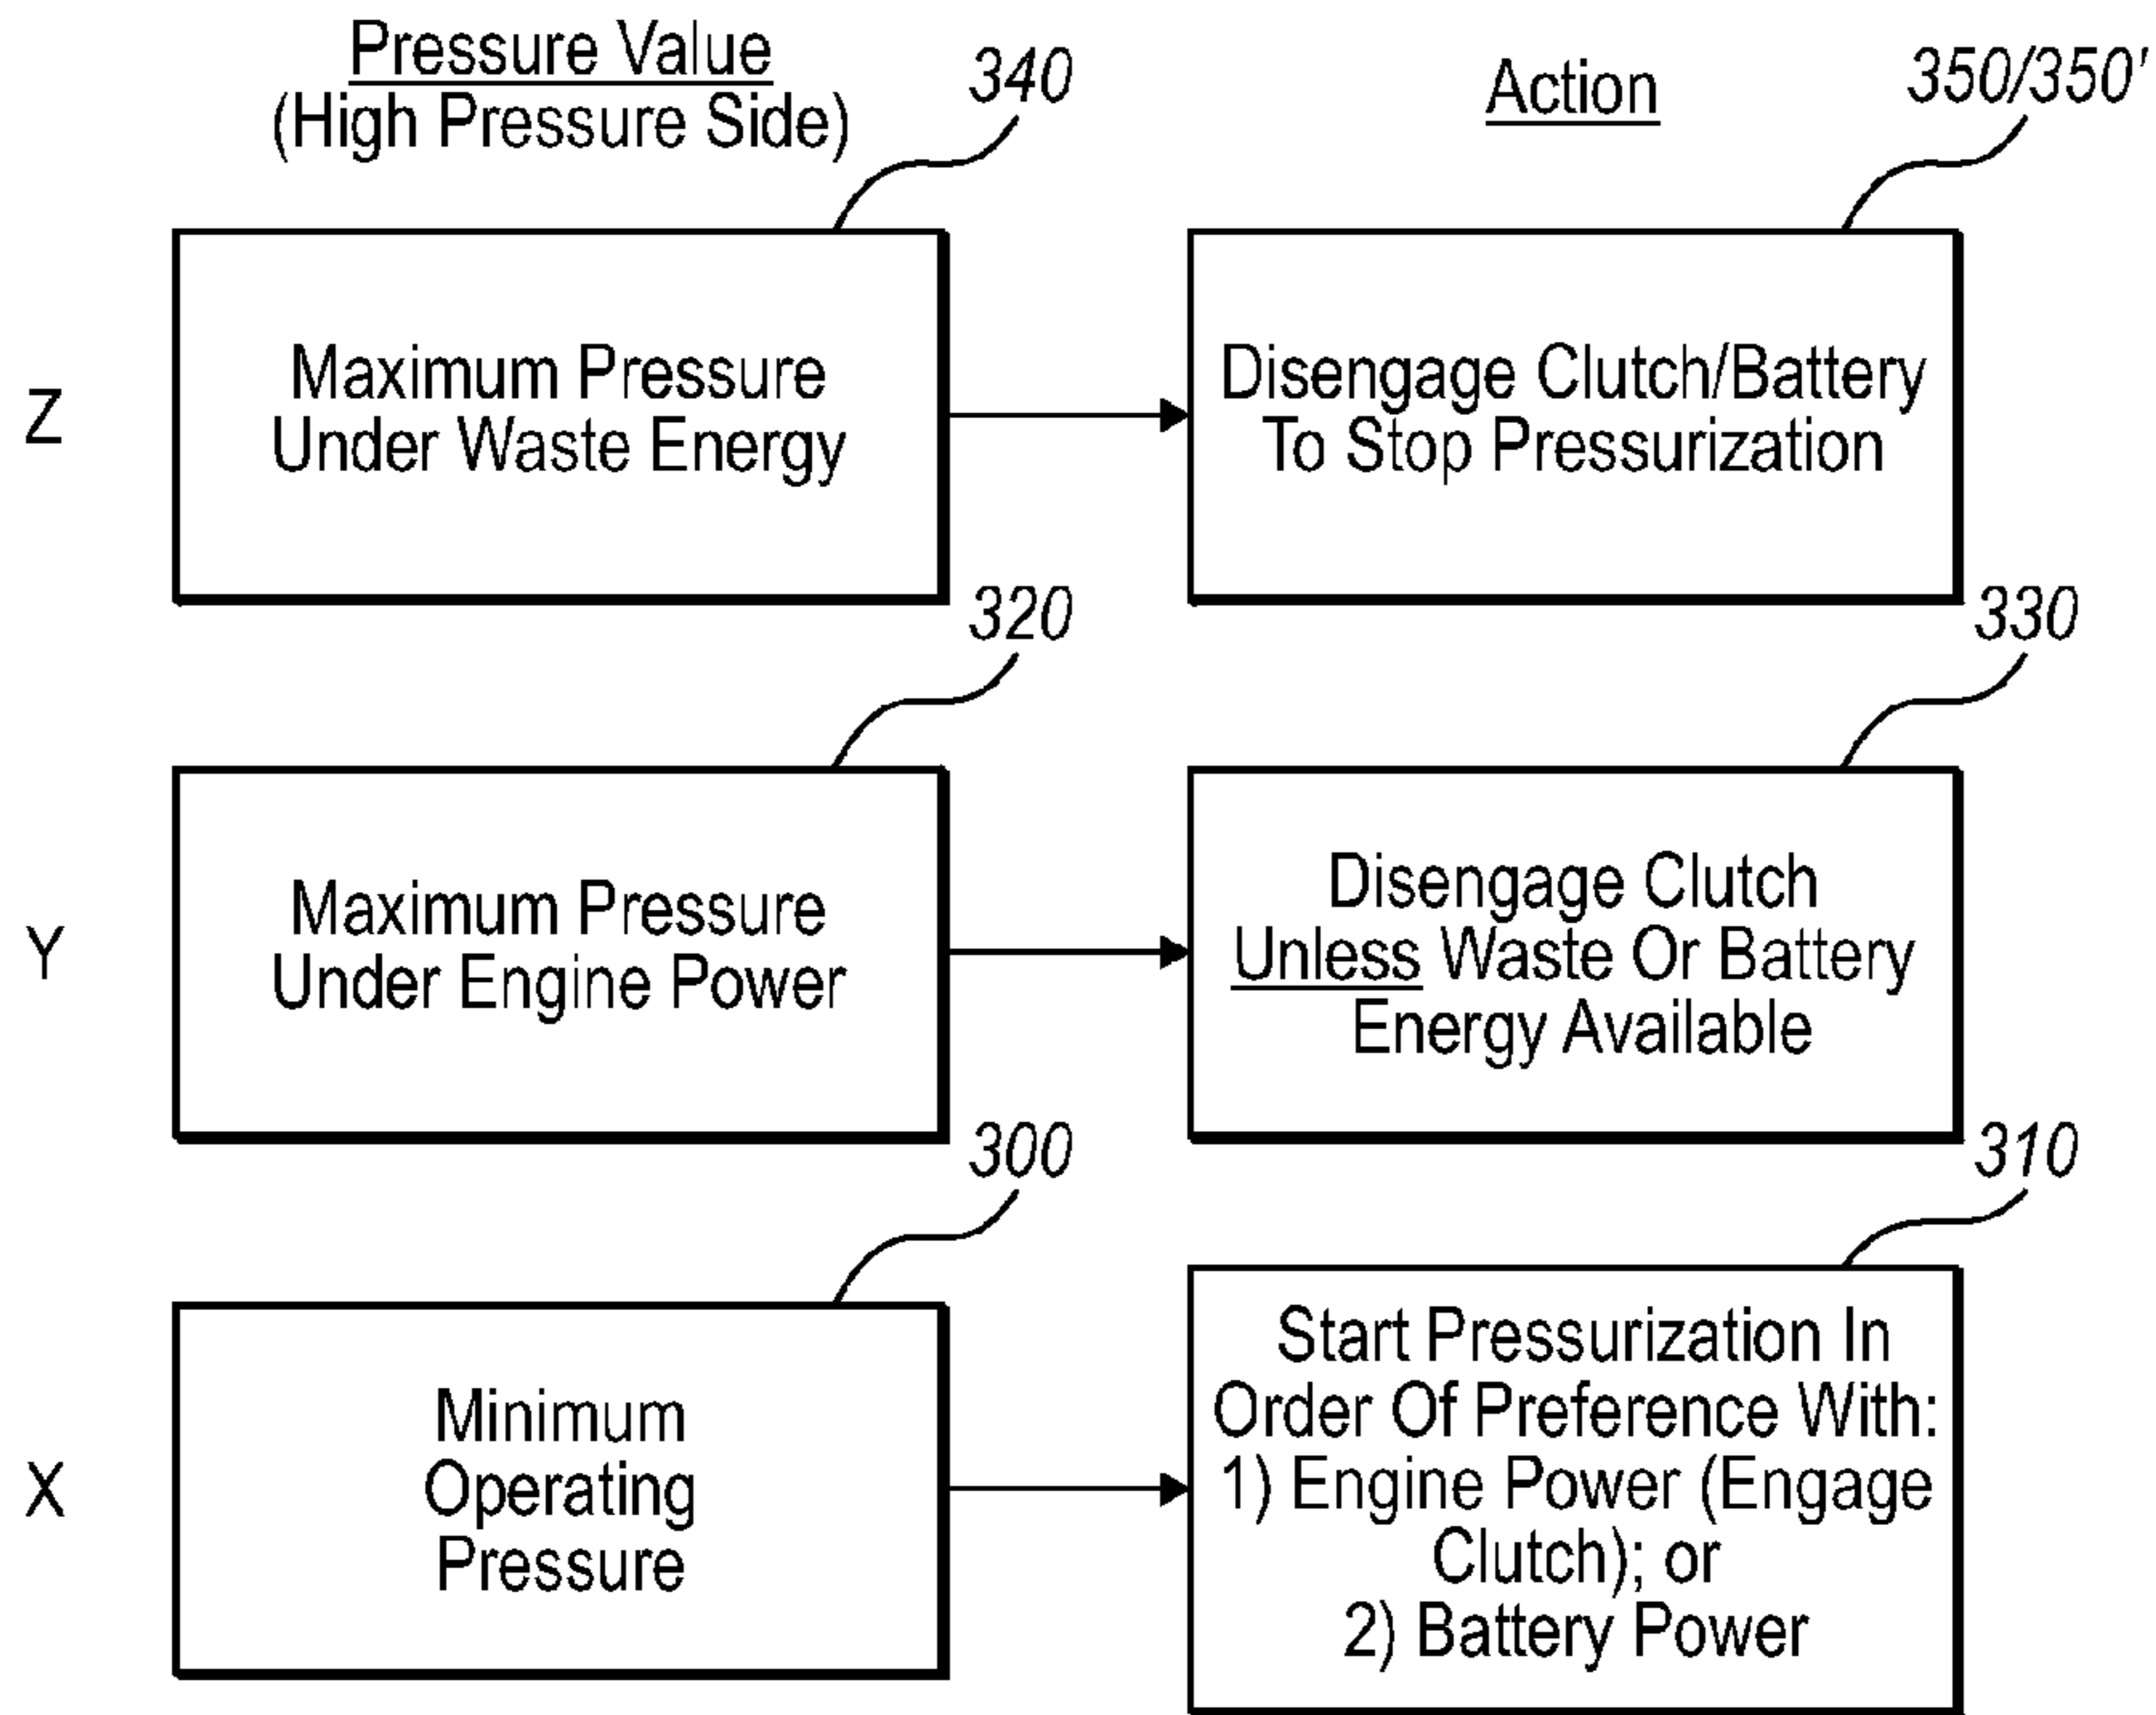 Pressure Value
(High Pressure Side)
340
Action
350/350'
Z
Maximum Pressure
Under Waste Energy
Disengage Clutch/Battery
To Stop Pressurization
320
330
Y
Maximum Pressure
Under Engine Power
Disengage Clutch
Unless Waste Or Battery
Energy Available
300
310
X
Minimum
Operating
Pressure
Start Pressurization In
Order Of Preference With:
1) Engine Power (Engage
Clutch); or
2) Battery Power